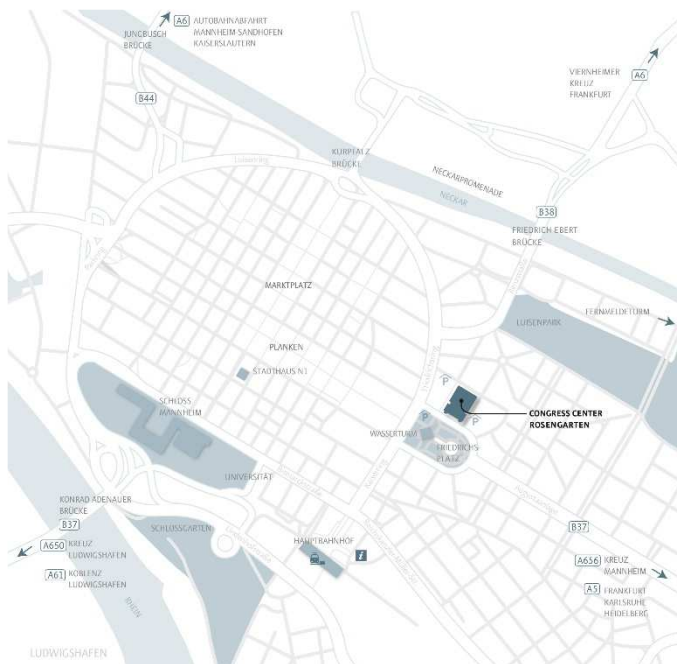 A6
AUTOBAHNABFAHRT
MANNHEIM-SANDHOFEN
KAISERSLAUTERN
JUNGBUSCH
BRÜCKE
B44
VIERNHEIMER
KREUZ
FRANKFURT
A6
KURPFALZ
BRÜCKE
Luisenring
NECKARPROMENADE
NECKAR
B38
FRIEDRICH EBERT
BRÜCKE
MARKTPLATZ
LUISENPARK
FERNMELDETURM
PLANKEN
STADTHAUS N1
P
SCHLOSS
MANNHEIM
CONGRESS CENTER
ROSENGARTEN
P
P
WASSERTURM
FRIEDRICHS
PLATZ
UNIVERSITÄT
KONRAD ADENAUER
BRÜCKE
B37
SCHLOSSGARTEN
HAUPTBAHNHOF
i
B37
A650
KREUZ
LUDWIGSHAFEN
A656
KREUZ
MANNHEIM
A61
KOBLENZ
LUDWIGSHAFEN
A5
FRANKFURT
KARLSRUHE
HEIDELBERG
RHEIN
LUDWIGSHAFEN